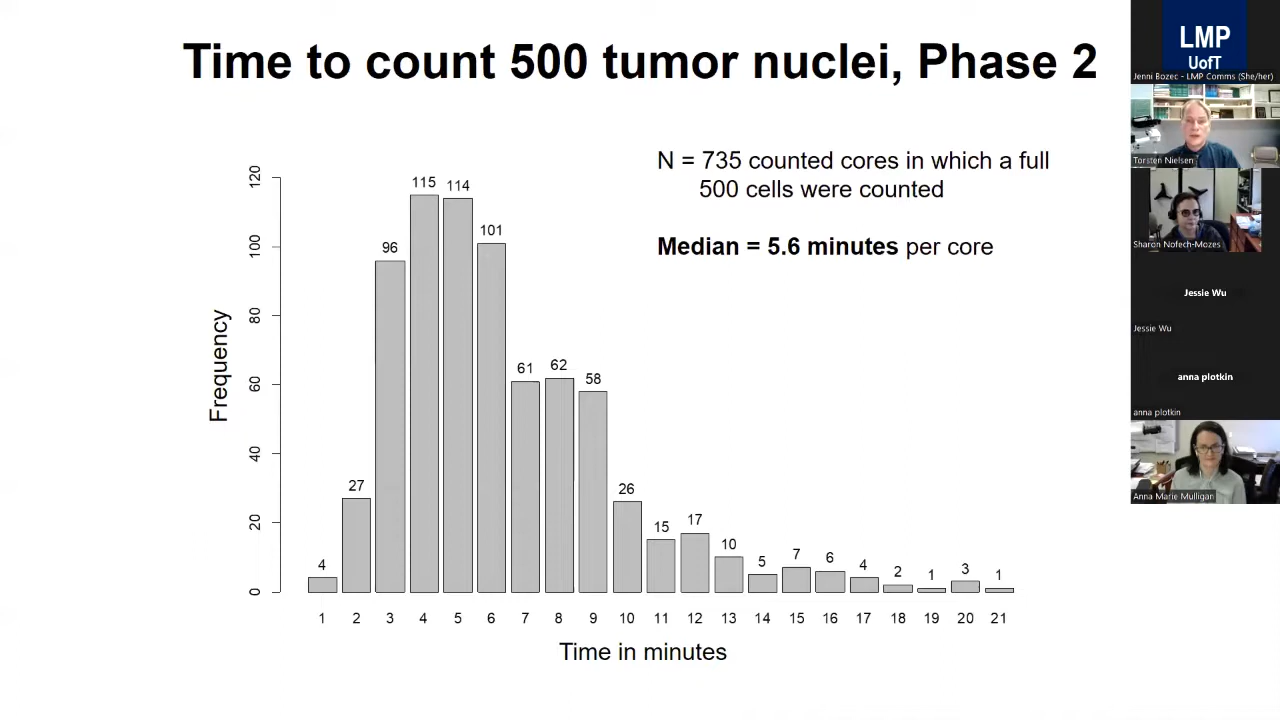 Time to count 500 tumor nuclei, Phase 2
N = 735 counted cores in which a full
500 cells were counted
Median = 5.6 minutes per core
Frequency
120
100
80
60
40
20
0
4
27
96
115
114
101
61
62
58
26
15
17
10
5
7
6
4
2
1
3
1
1 2 3 4 5 6 7 8 9 10 11 12 13 14 15 16 17 18 19 20 21
Time in minutes
LMP
UofT
Jenni Bozec - LMP Comms (She/her)
Torsten Nielsen
Sharon Nofech-Mozes
Jessie Wu
Jessie Wu
anna plotkin
anna plotkin
Anna Marie Mulligan